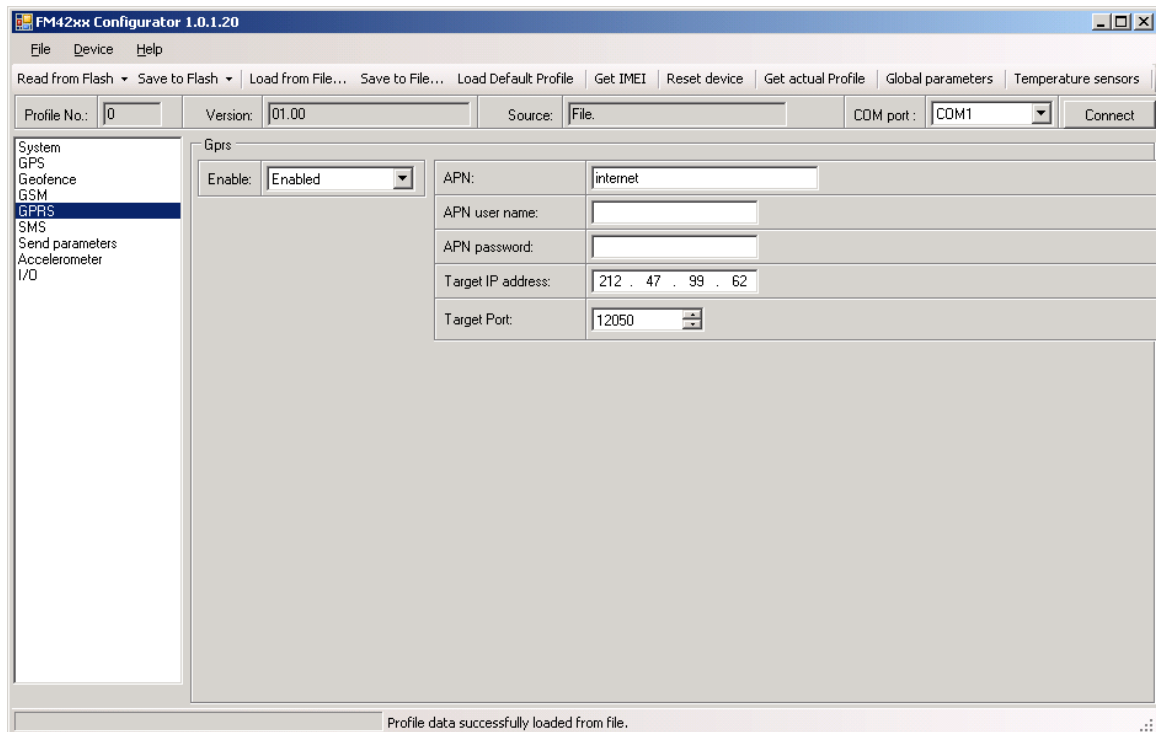 FM42xx Configurator 1.0.1.20
File Device Help
Read from Flash Save to Flash Load from File... Save to File... Load Default Profile Get IMEI Reset device Get actual Profile Global parameters Temperature sensors
Profile No.: 0 Version: 01.00 Source: File. COM port : COM1 Connect
System
GPS
Geofence
GSM
GPRS
SMS
Send parameters
Accelerometer
I/O
Gprs
Enable: Enabled
APN: internet
APN user name:
APN password:
Target IP address: 212 . 47 . 99 . 62
Target Port: 12050
Profile data successfully loaded from file.